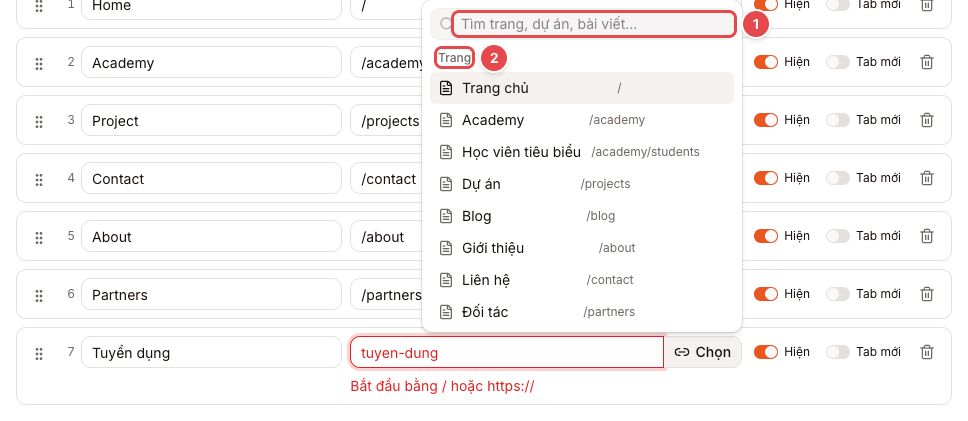 1 Home / Hiện Tab mới
Tìm trang, dự án, bài viết... 1
Trang 2
2 Academy /academy Hiện Tab mới
Trang chủ /
3 Project /projects Hiện Tab mới
Academy /academy
Học viên tiêu biểu /academy/students
4 Contact /contact Hiện Tab mới
Dự án /projects
Blog /blog
5 About /about Hiện Tab mới
Giới thiệu /about
Liên hệ /contact
6 Partners /partners Hiện Tab mới
Đối tác /partners
7 Tuyển dụng tuyen-dung Chọn Hiện Tab mới
Bắt đầu bằng / hoặc https://